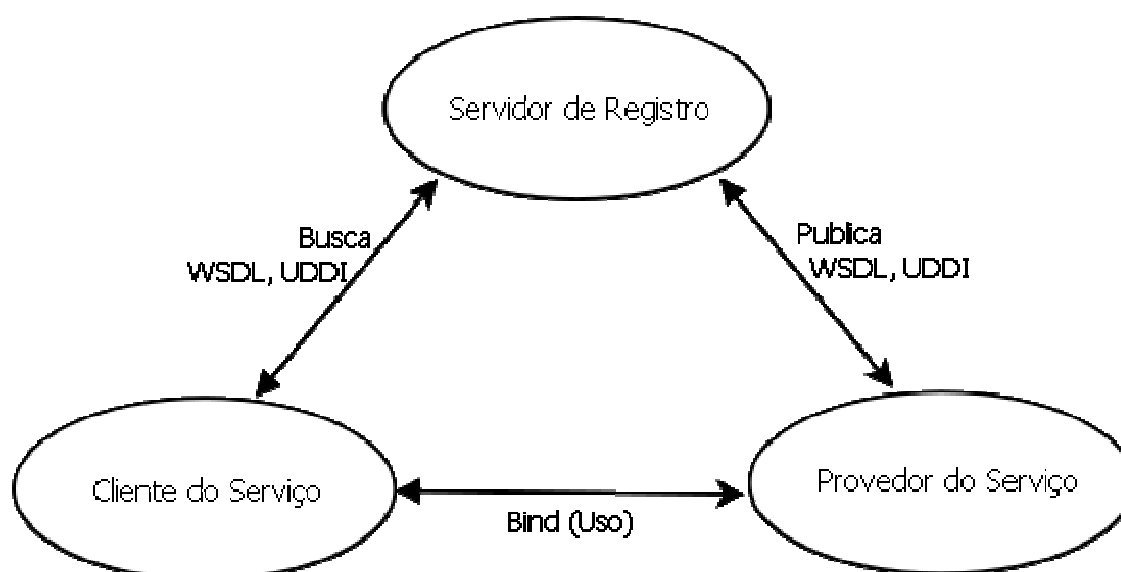 Servidor de Registro
Busca
WSDL, UDDI
Publica
WSDL, UDDI
Cliente do Serviço
Provedor do Serviço
Bind (Uso)